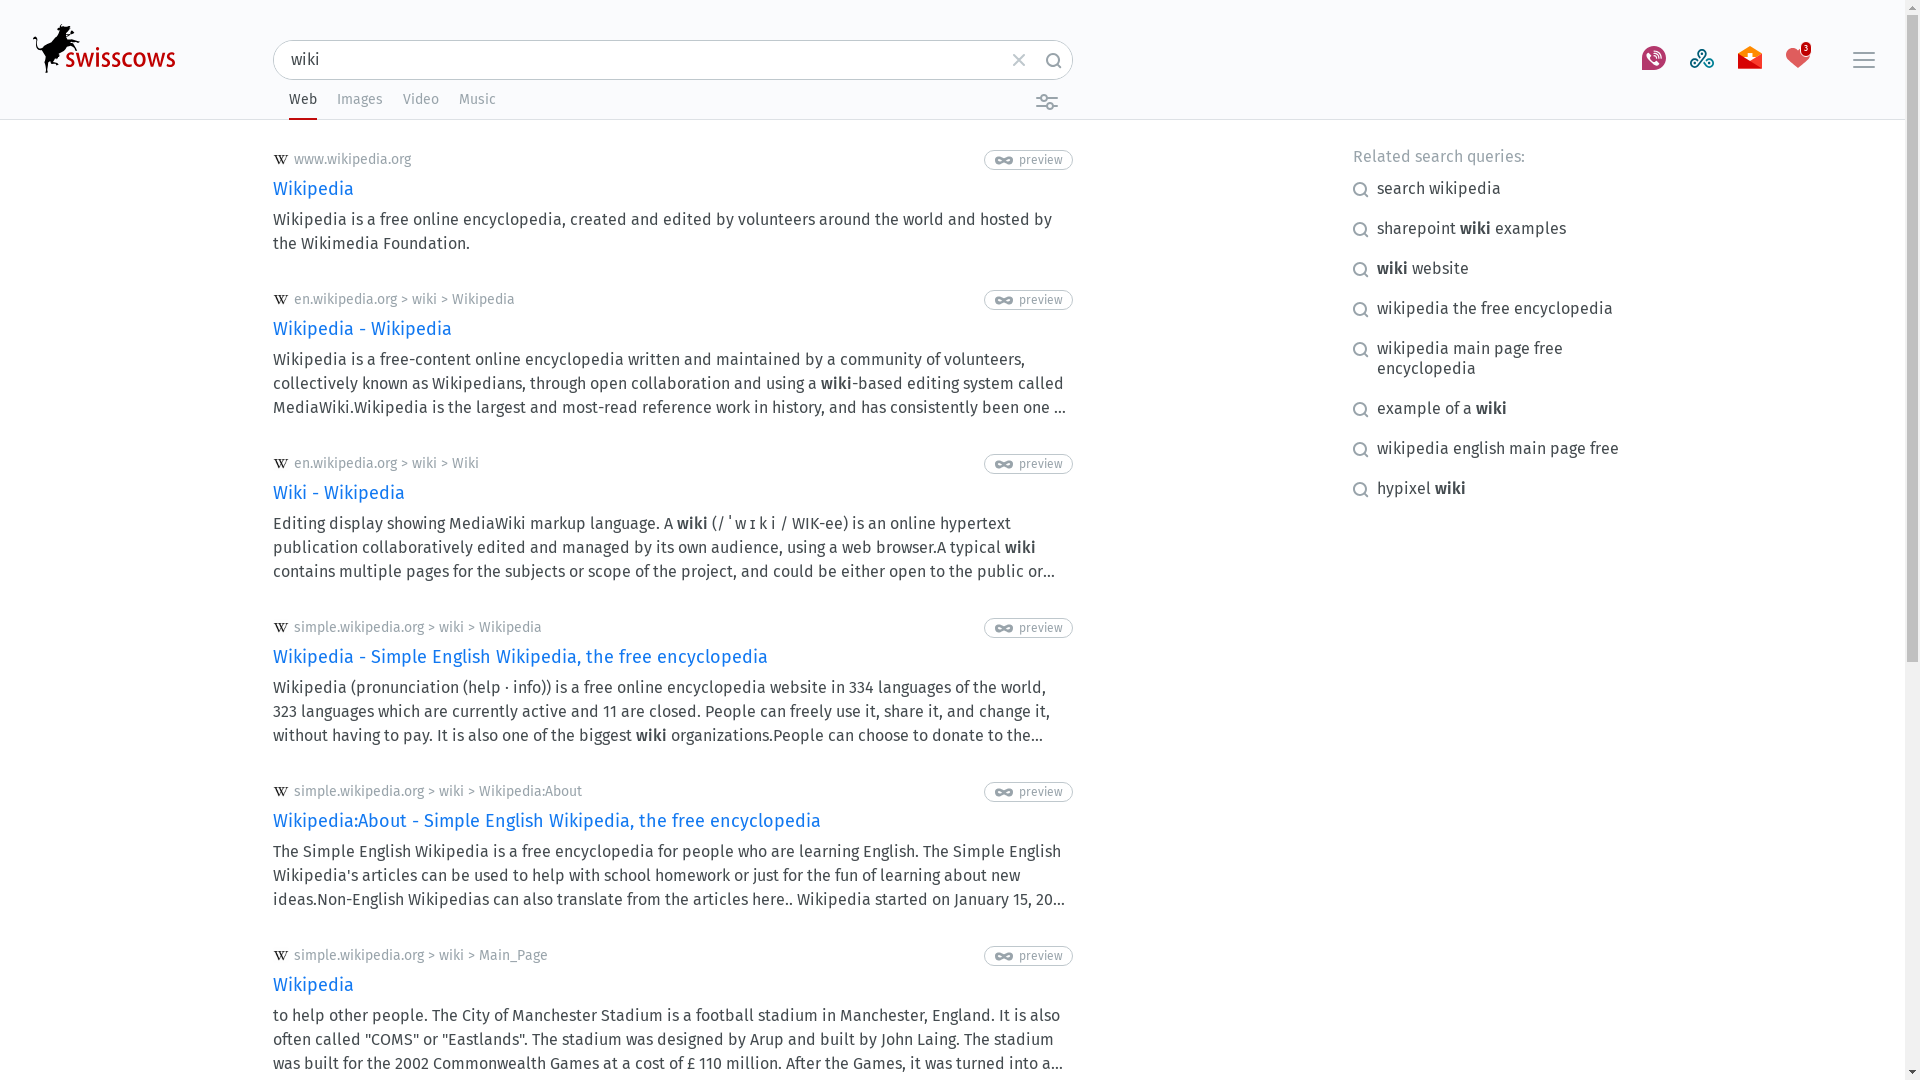 swisscows
wiki
3
Web Images Video Music
www.wikipedia.org preview
Wikipedia
Wikipedia is a free online encyclopedia, created and edited by volunteers around the world and hosted by
the Wikimedia Foundation.
en.wikipedia.org > wiki > Wikipedia preview
Wikipedia - Wikipedia
Wikipedia is a free-content online encyclopedia written and maintained by a community of volunteers,
collectively known as Wikipedians, through open collaboration and using a wiki-based editing system called
MediaWiki.Wikipedia is the largest and most-read reference work in history, and has consistently been one ...
en.wikipedia.org > wiki > Wiki preview
Wiki - Wikipedia
Editing display showing MediaWiki markup language. A wiki (/ ˈ w ɪ k i / WIK-ee) is an online hypertext
publication collaboratively edited and managed by its own audience, using a web browser.A typical wiki
contains multiple pages for the subjects or scope of the project, and could be either open to the public or...
simple.wikipedia.org > wiki > Wikipedia preview
Wikipedia - Simple English Wikipedia, the free encyclopedia
Wikipedia (pronunciation (help · info)) is a free online encyclopedia website in 334 languages of the world,
323 languages which are currently active and 11 are closed. People can freely use it, share it, and change it,
without having to pay. It is also one of the biggest wiki organizations.People can choose to donate to the...
simple.wikipedia.org > wiki > Wikipedia:About preview
Wikipedia:About - Simple English Wikipedia, the free encyclopedia
The Simple English Wikipedia is a free encyclopedia for people who are learning English. The Simple English
Wikipedia's articles can be used to help with school homework or just for the fun of learning about new
ideas.Non-English Wikipedias can also translate from the articles here.. Wikipedia started on January 15, 20...
simple.wikipedia.org > wiki > Main_Page preview
Wikipedia
to help other people. The City of Manchester Stadium is a football stadium in Manchester, England. It is also
often called "COMS" or "Eastlands". The stadium was designed by Arup and built by John Laing. The stadium
was built for the 2002 Commonwealth Games at a cost of £ 110 million. After the Games, it was turned into a...
Related search queries:
search wikipedia
sharepoint wiki examples
wiki website
wikipedia the free encyclopedia
wikipedia main page free
encyclopedia
example of a wiki
wikipedia english main page free
hypixel wiki